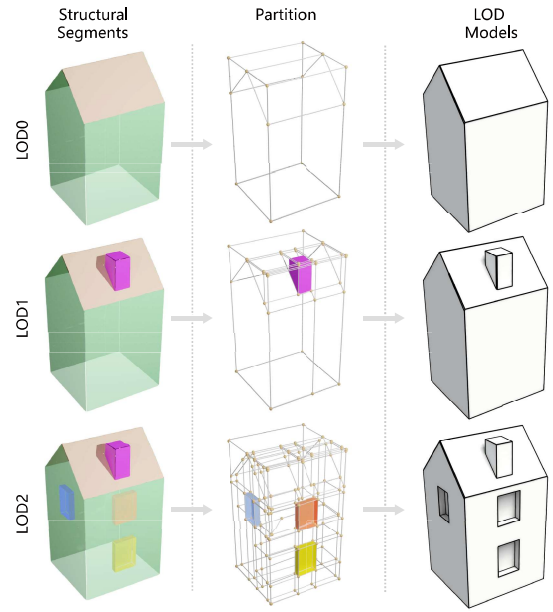 Structural
Segments
Partition
LOD
Models
LOD0
LOD1
LOD2